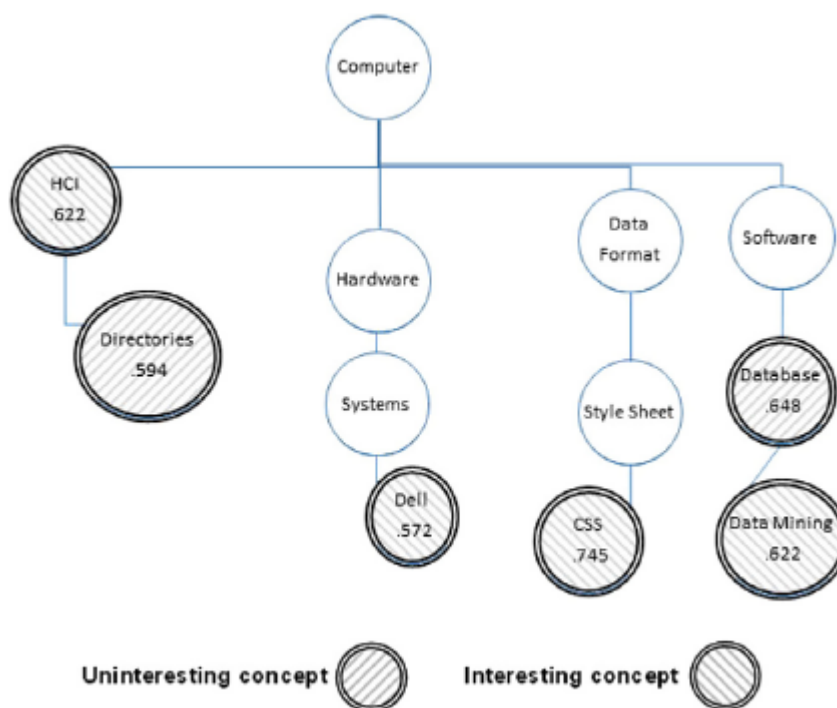 Computer
HCI
.622
Data
Format
Software
Hardware
Directories
.594
Database
.648
Systems
Style Sheet
Dell
.572
CSS
.745
Data Mining
.622
Uninteresting concept
Interesting concept